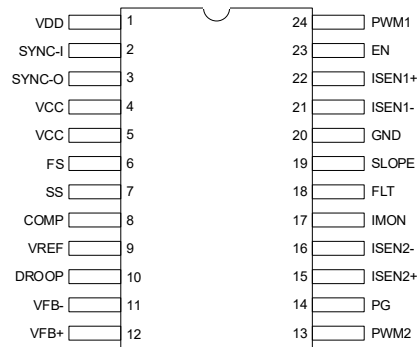 VDD 1 24 PWM1
SYNC-I 2 23 EN
SYNC-O 3 22 ISEN1+
VCC 4 21 ISEN1-
VCC 5 20 GND
FS 6 19 SLOPE
SS 7 18 FLT
COMP 8 17 IMON
VREF 9 16 ISEN2-
DROOP 10 15 ISEN2+
VFB- 11 14 PG
VFB+ 12 13 PWM2